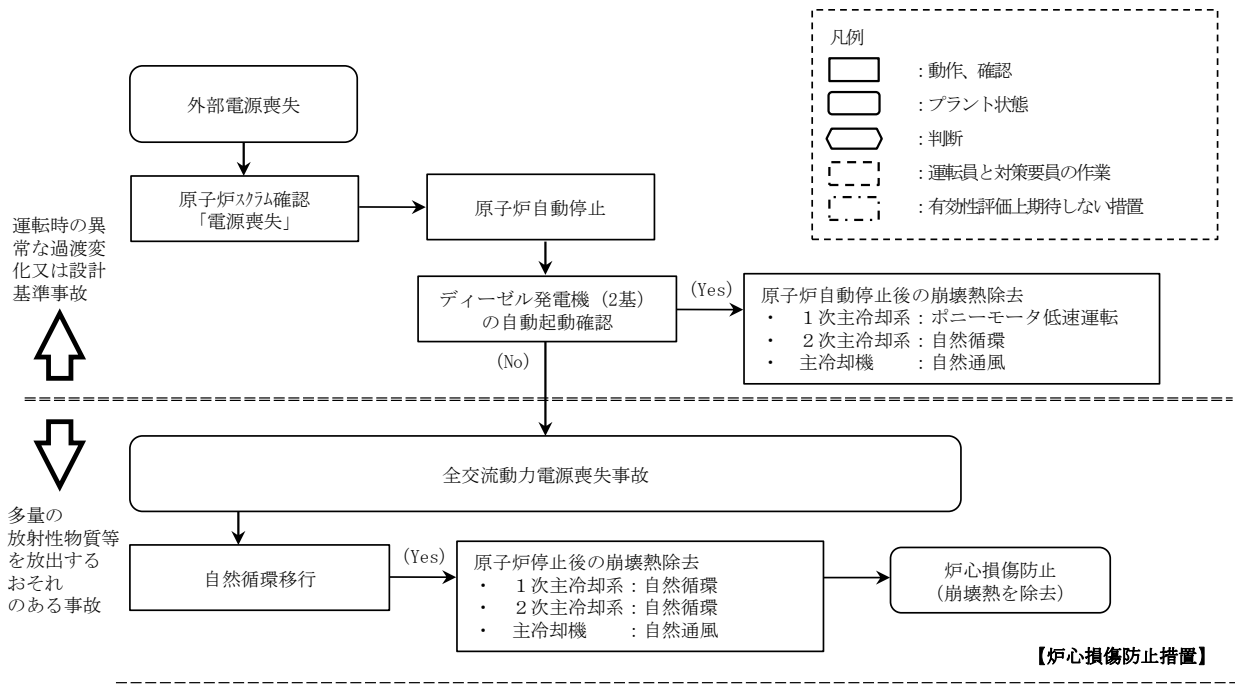 凡例
：動作、確認
：プラント状態
：判断
：運転員と対策要員の作業
：有効性評価上期待しない措置
外部電源喪失
原子炉スクラム確認
「電源喪失」
原子炉自動停止
運転時の異
常な過渡変
化又は設計
基準事故
ディーゼル発電機（2基）
の自動起動確認
(Yes)
原子炉自動停止後の崩壊熱除去
・ １次主冷却系：ポニーモータ低速運転
・ ２次主冷却系：自然循環
・ 主冷却機 ：自然通風
(No)
全交流動力電源喪失事故
多量の
放射性物質等
を放出する
おそれ
のある事故
自然循環移行
(Yes)
原子炉停止後の崩壊熱除去
・ １次主冷却系：自然循環
・ ２次主冷却系：自然循環
・ 主冷却機 ：自然通風
炉心損傷防止
（崩壊熱を除去）
【炉心損傷防止措置】